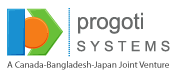 progoti
SYSTEMS
A Canada-Bangladesh-Japan Joint Venture